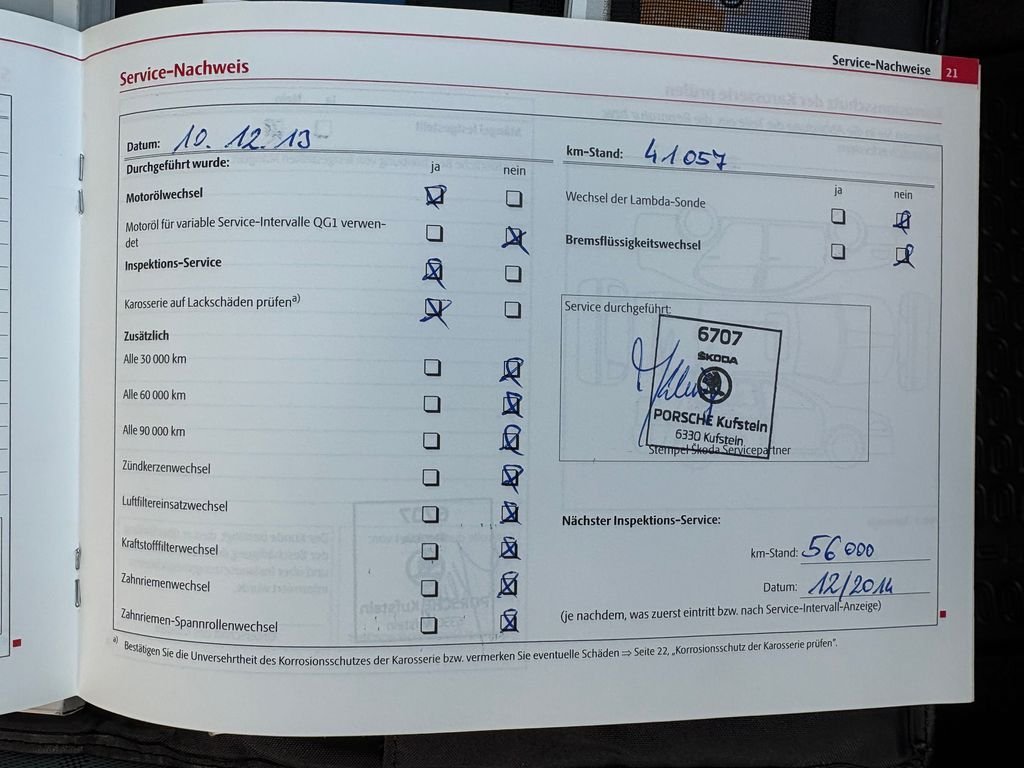 Service-Nachweise 21
Service-Nachweis
Datum: 10. 12. 13
Durchgeführt wurde:
ja nein
Motorölwechsel
Motoröl für variable Service-Intervalle QG1 verwen-
det
Inspektions-Service
Karosserie auf Lackschäden prüfen a)
Zusätzlich
Alle 30 000 km
Alle 60 000 km
Alle 90 000 km
Zündkerzenwechsel
Luftfiltereinsatzwechsel
Kraftstofffilterwechsel
Zahnriemenwechsel
Zahnriemen-Spannrollenwechsel
km-Stand: 41057
ja nein
Wechsel der Lambda-Sonde
Bremsflüssigkeitswechsel
Service durchgeführt:
6707
ŠKODA
PORSCHE Kufstein
6330 Kufstein
Stempel Škoda Servicepartner
Nächster Inspektions-Service:
km-Stand: 56000
Datum: 12/2014
(je nachdem, was zuerst eintritt bzw. nach Service-Intervall-Anzeige)
a) Bestätigen Sie die Unversehrtheit des Korrosionsschutzes der Karosserie bzw. vermerken Sie eventuelle Schäden ⇒ Seite 22, „Korrosionsschutz der Karosserie prüfen“.